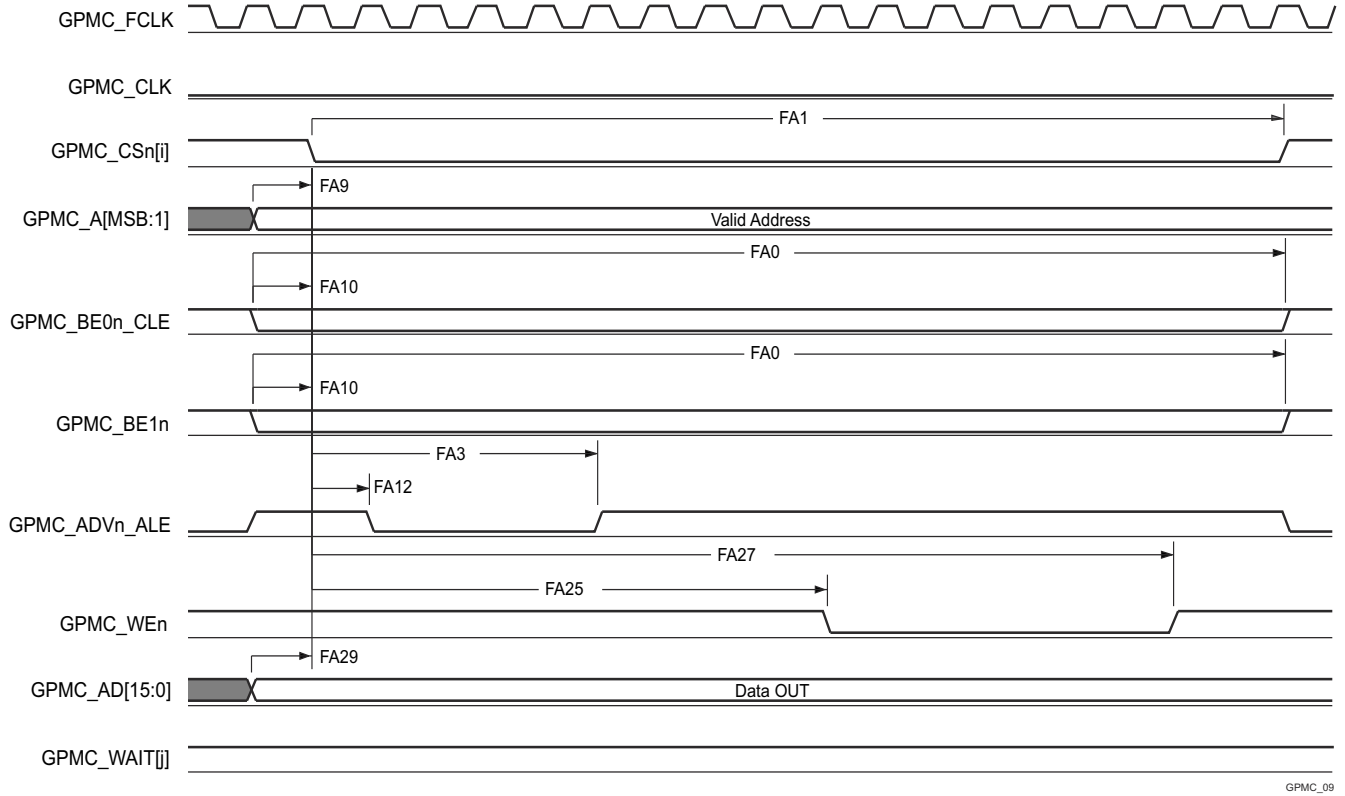 GPMC_FCLK
GPMC_CLK
FA1
GPMC_CSn[i]
FA9
GPMC_A[MSB:1]
Valid Address
FA0
FA10
GPMC_BE0n_CLE
FA0
FA10
GPMC_BE1n
FA3
FA12
GPMC_ADVn_ALE
FA27
FA25
GPMC_WEn
FA29
GPMC_AD[15:0]
Data OUT
GPMC_WAIT[j]
GPMC_09